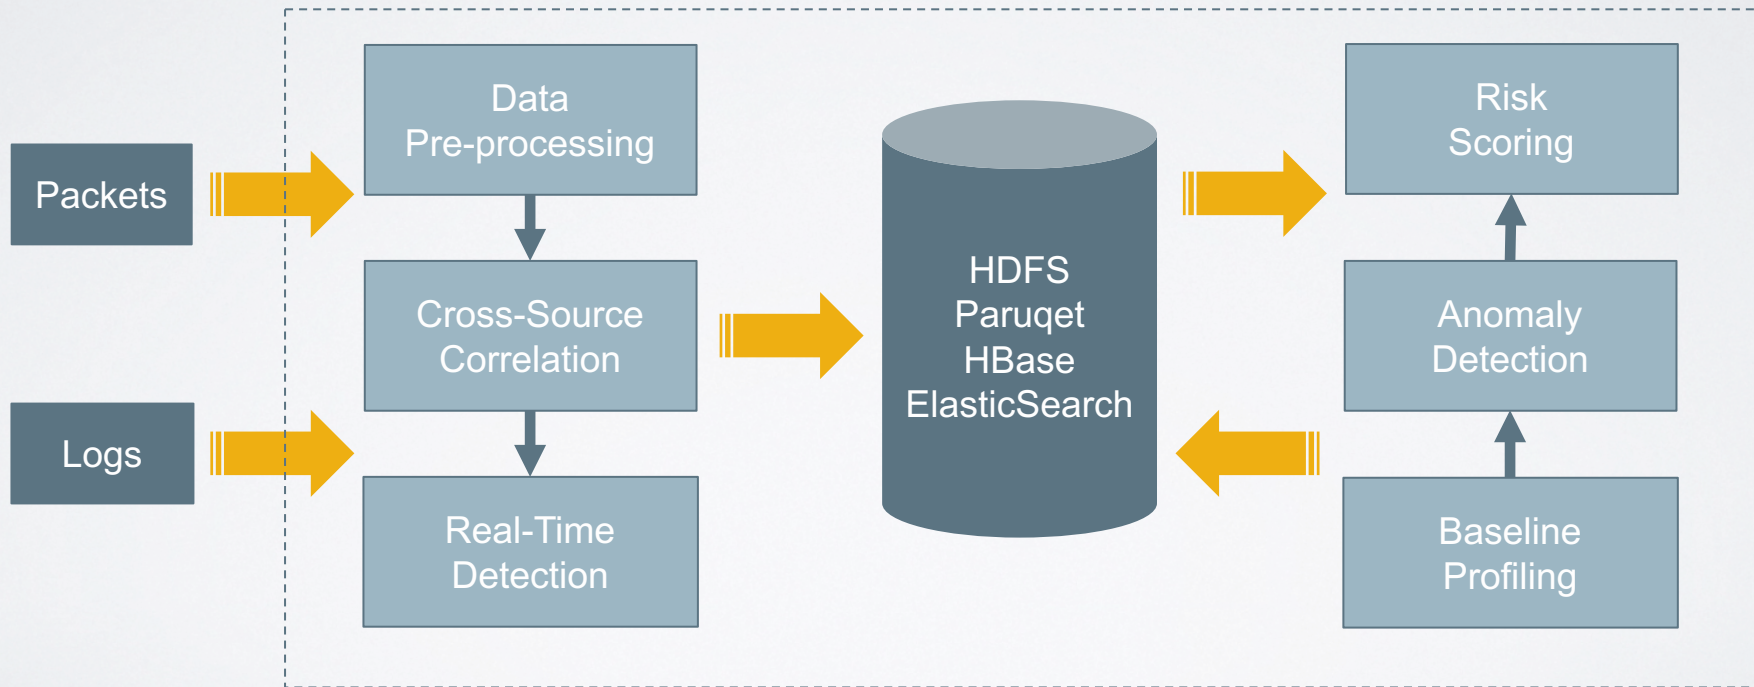 Packets
Logs
Data
Pre-processing
Cross-Source
Correlation
Real-Time
Detection
HDFS
Paruqet
HBase
ElasticSearch
Risk
Scoring
Anomaly
Detection
Baseline
Profiling